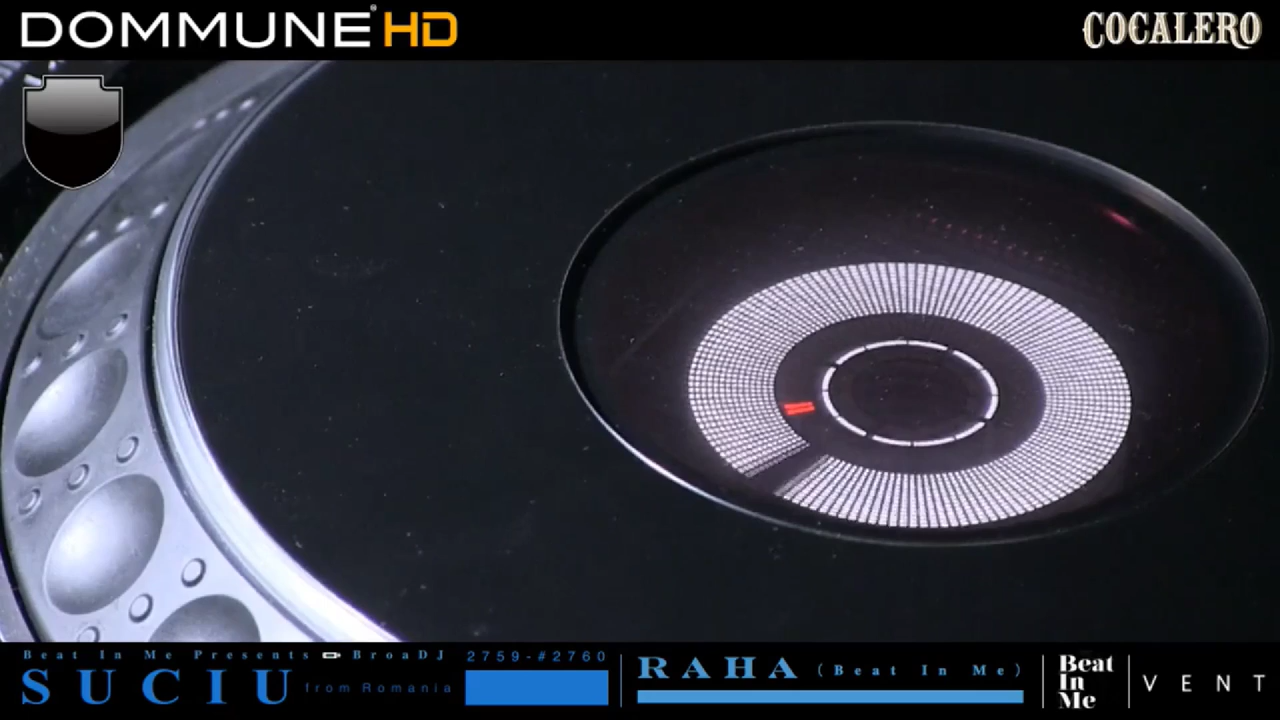 DOMMUNE® HD
COCALERO
Beat In Me Presents BroaDJ 2759-#2760
SUCIU from Romania
RAHA (Beat In Me)
Beat
In
Me
VENT